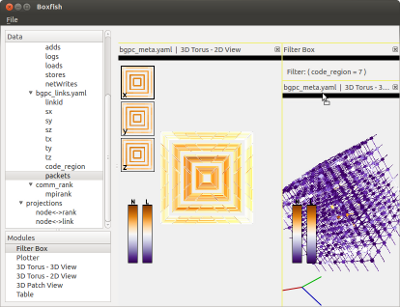 Boxfish
File
Data
adds
logs
loads
stores
netWrites
bgpc_links.yaml
linkid
sx
sy
sz
tx
ty
tz
code_region
packets
comm_rank
mpirank
projections
node<->rank
node<->link
Modules
Filter Box
Plotter
3D Torus - 3D View
3D Torus - 2D View
3D Patch View
Table
bgpc_meta.yaml | 3D Torus - 2D View
x
y
z
N L
Filter Box
Filter: ( code_region = 7 )
bgpc_meta.yaml | 3D Torus - 3...
N L